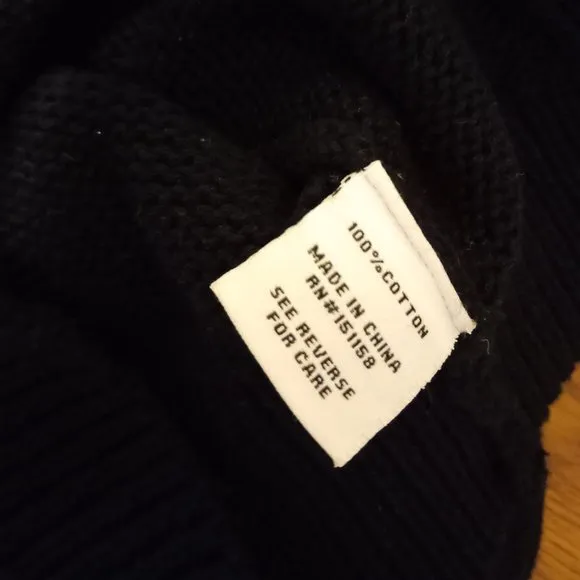 100% COTTON
MADE IN CHINA
RN#151158
SEE REVERSE
FOR CARE